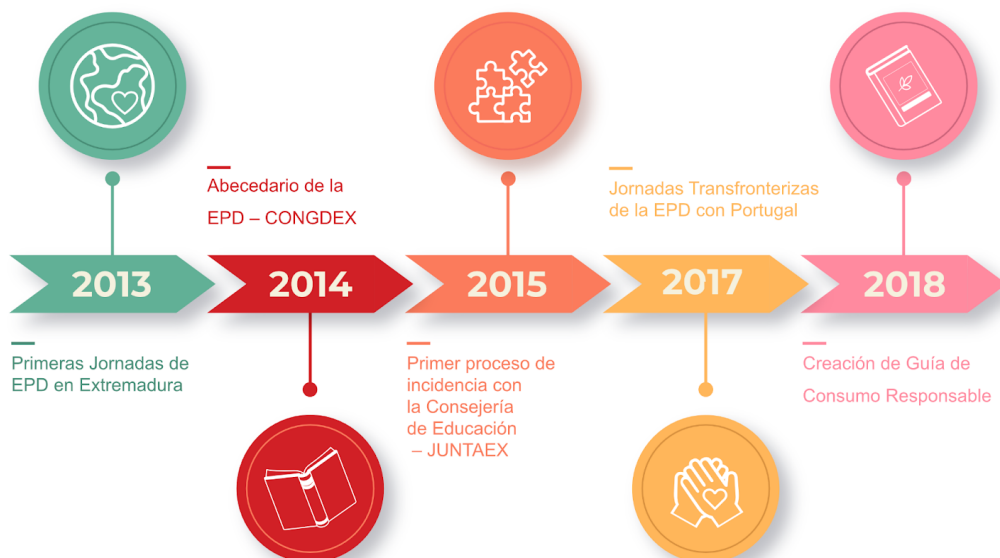 2013
Primeras Jornadas de
EPD en Extremadura
Abecedario de la
EPD – CONGDEX
2014
2015
Primer proceso de
incidencia con
la Consejería
de Educación
– JUNTAEX
Jornadas Transfronterizas
de la EPD con Portugal
2017
2018
Creación de Guía de
Consumo Responsable